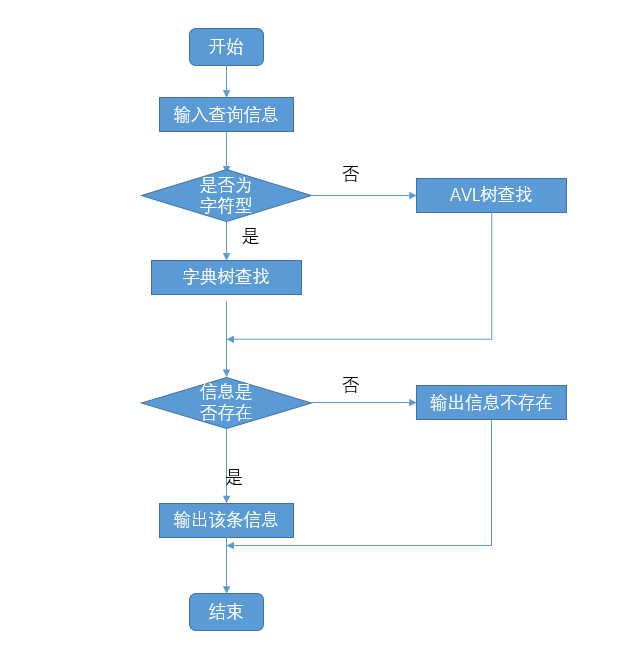 开始
输入查询信息
是否为
字符型
否
AVL树查找
是
字典树查找
信息是
否存在
否
输出信息不存在
是
输出该条信息
结束